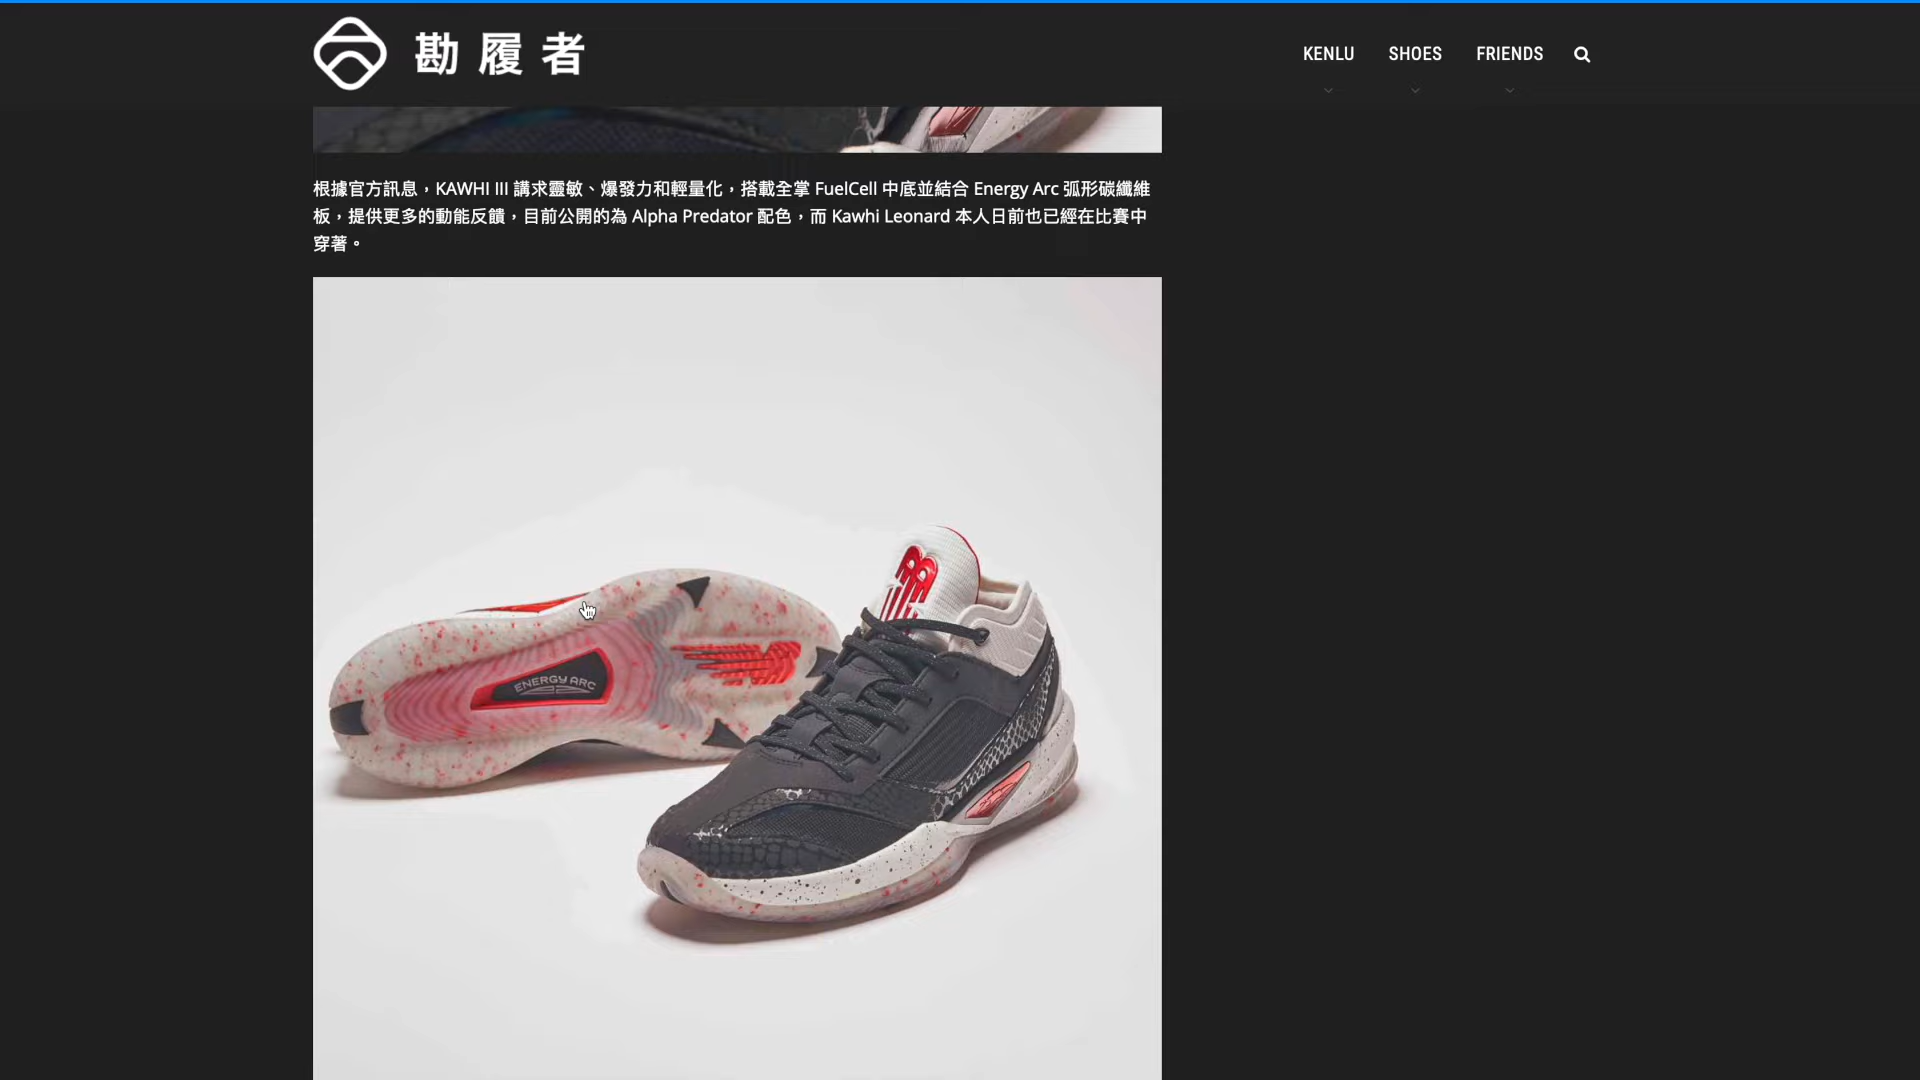 勘履者
KENLU
SHOES
FRIENDS
根據官方訊息，KAWHI III 講求靈敏、爆發力和輕量化，搭載全掌 FuelCell 中底並結合 Energy Arc 弧形碳纖維
板，提供更多的動能反饋，目前公開的為 Alpha Predator 配色，而 Kawhi Leonard 本人日前也已經在比賽中
穿著。
ENERGY ARC